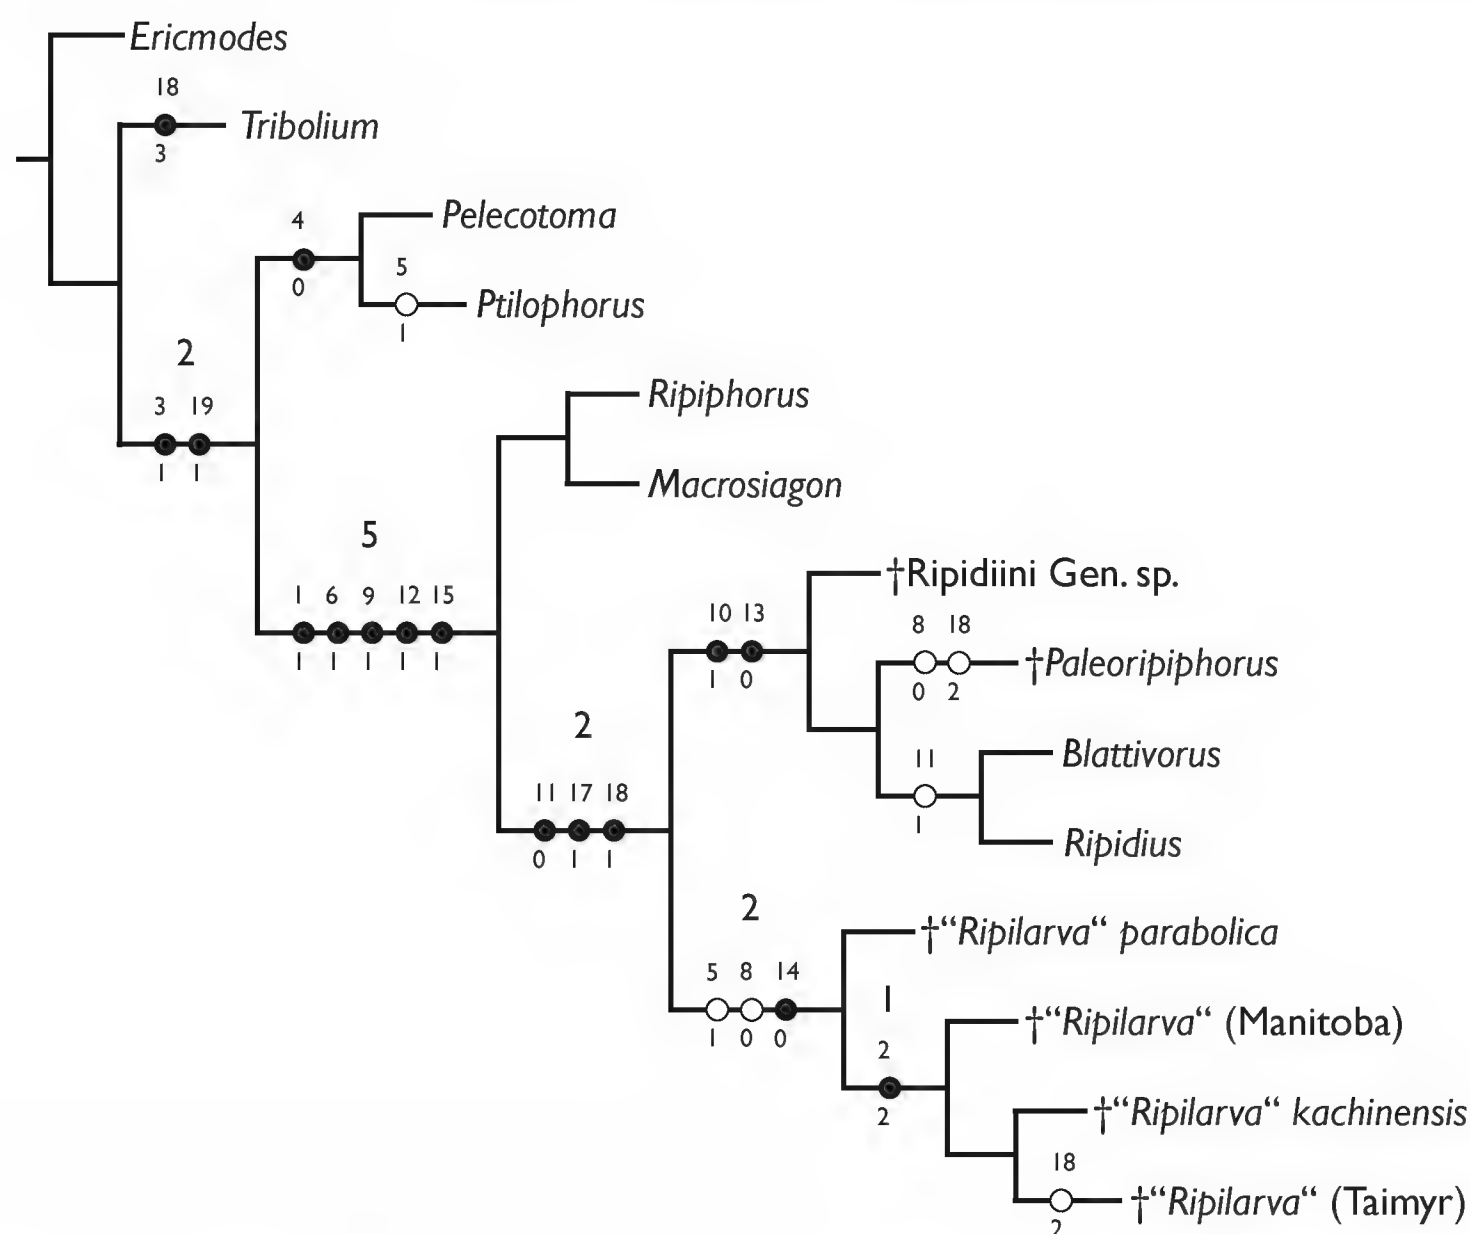 Ericmodes
18
Tribolium
3
Pelecotoma
4
5
0
Ptilophorus
1
2
3 19
1 1
Ripiphorus
Macrosiagon
5
1 6 9 12 15
1 1 1 1 1
†Ripidiini Gen. sp.
10 13
8 18
†Paleoripiphorus
1 0
0 2
2
11
Blattivorus
1
11 17 18
0 1 1
Ripidius
2
†“Ripilarva“ parabolica
5 8 14
1 0 0
1
†“Ripilarva“ (Manitoba)
2
2
†“Ripilarva“ kachinensis
18
†“Ripilarva“ (Taimyr)
2